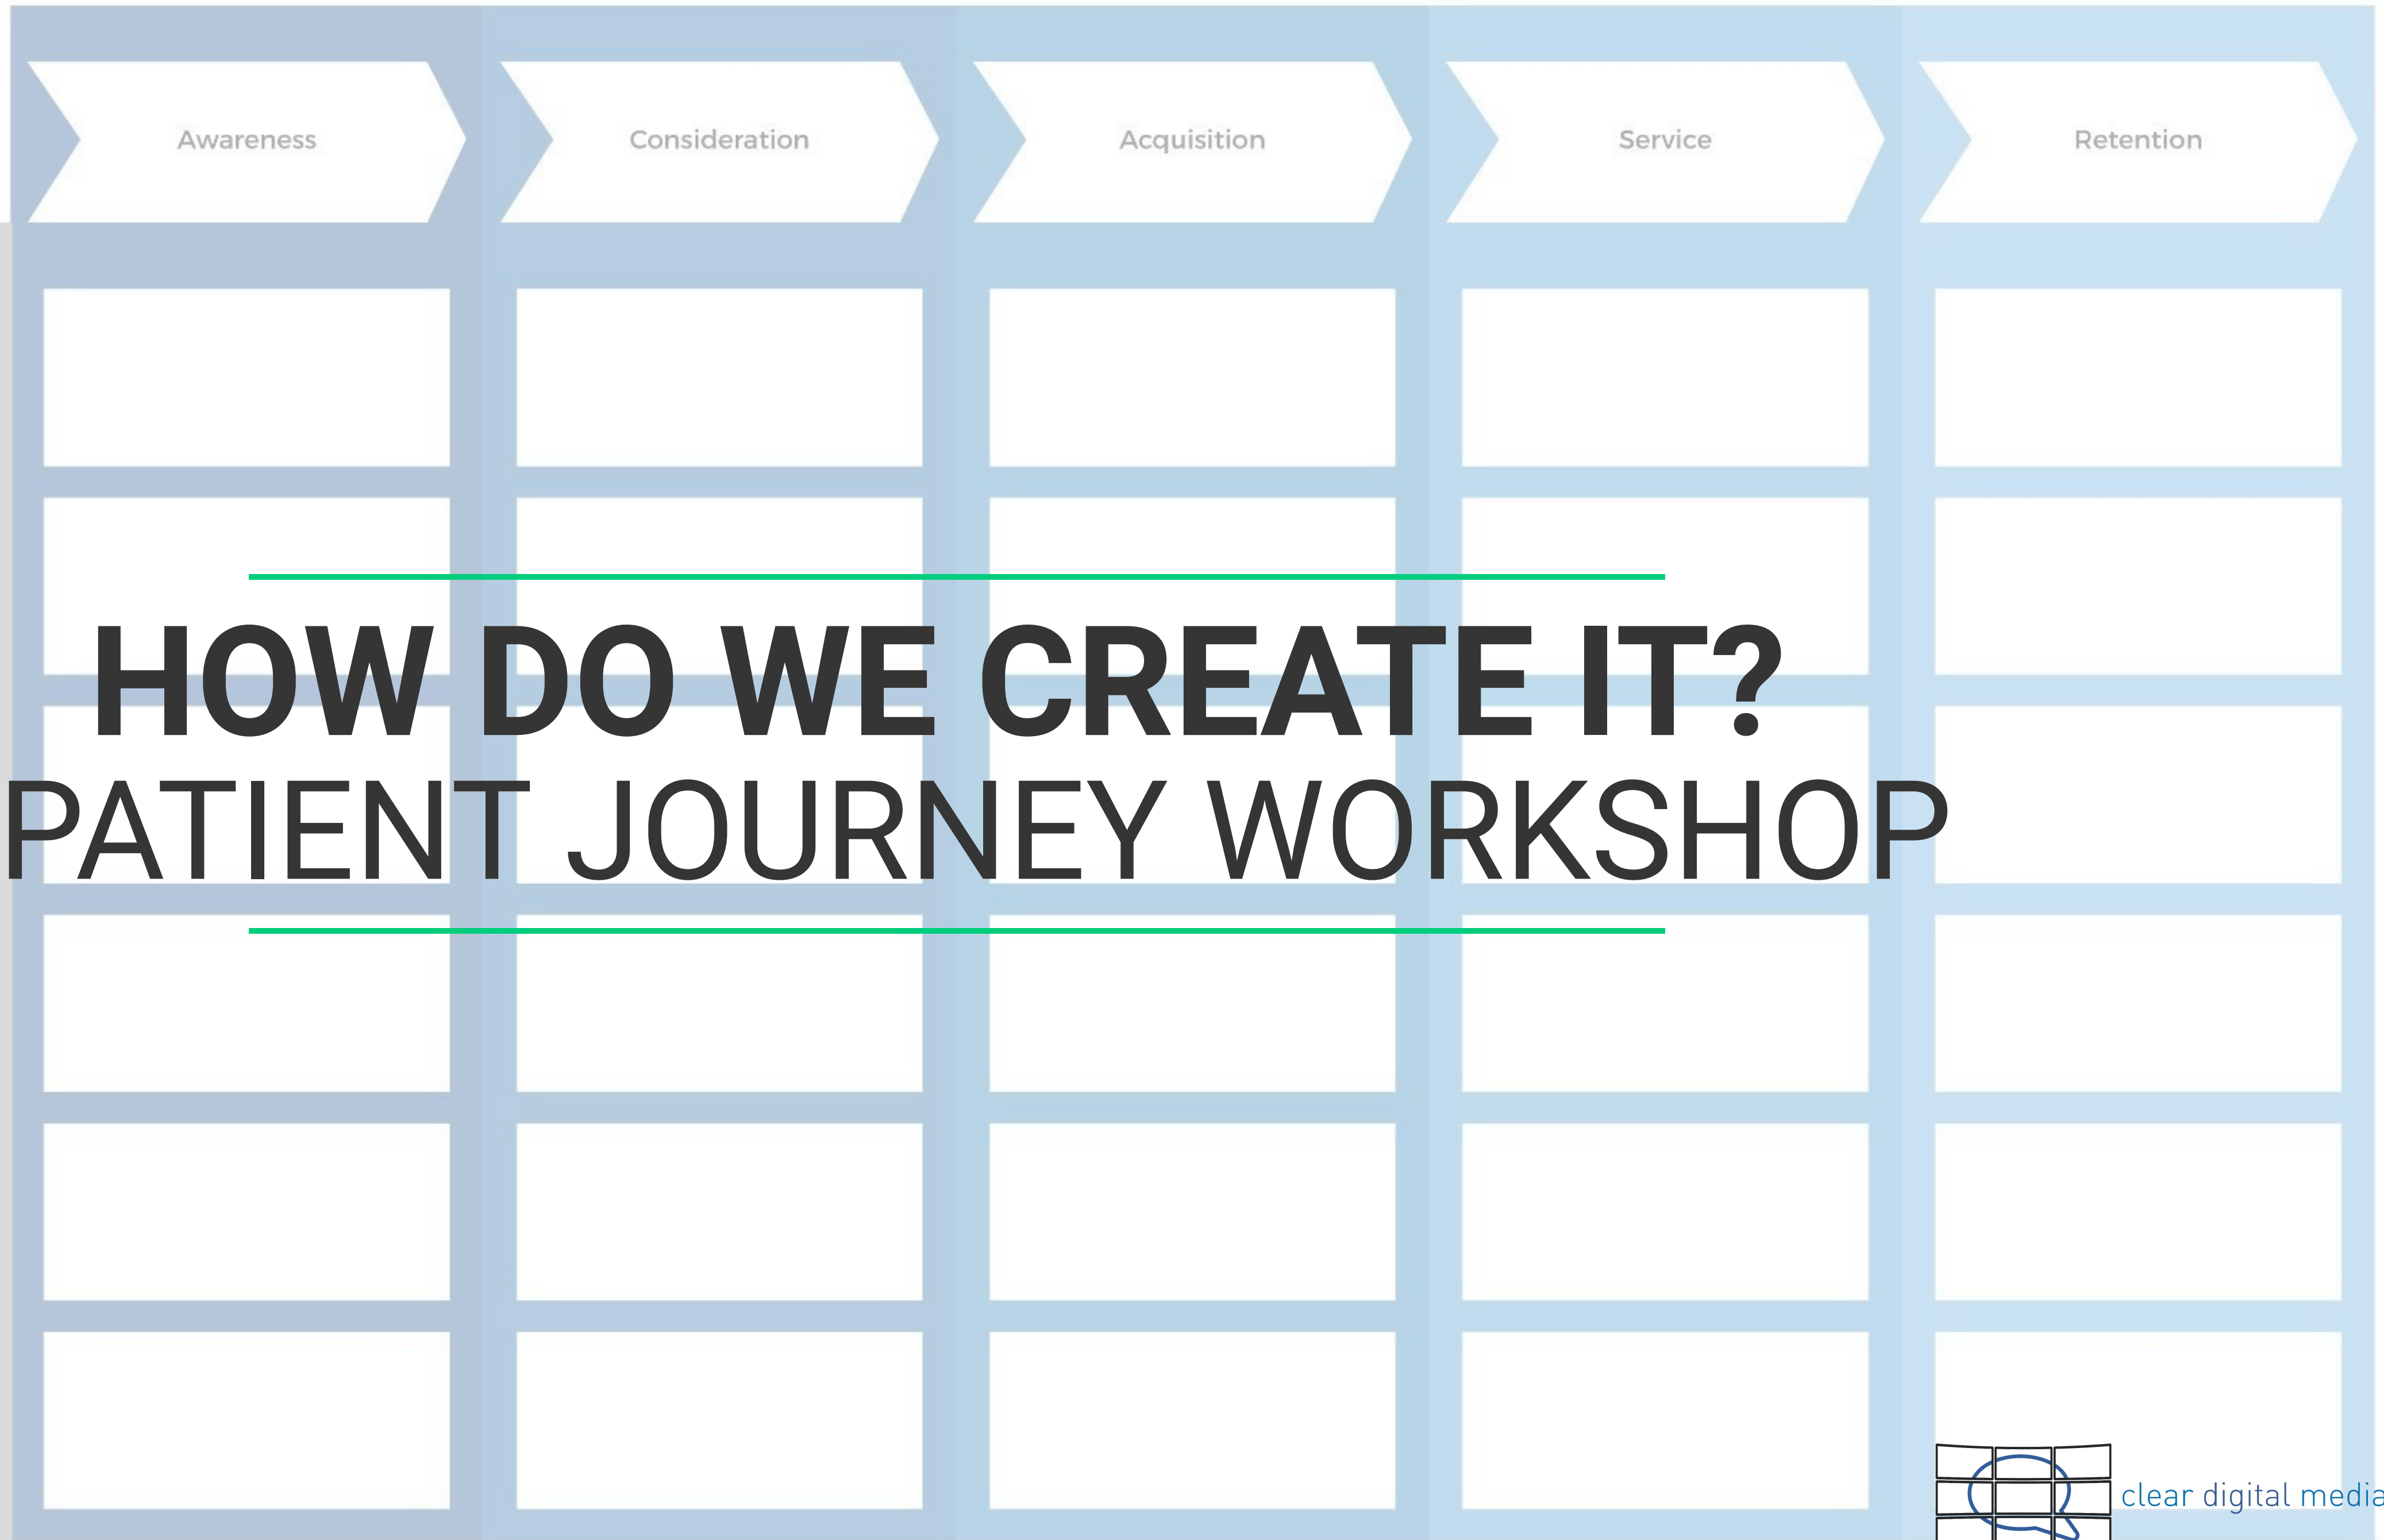 Awareness
Consideration
Acquisition
Service
Retention
HOW DO WE CREATE IT?
PATIENT JOURNEY WORKSHOP
clear digital media